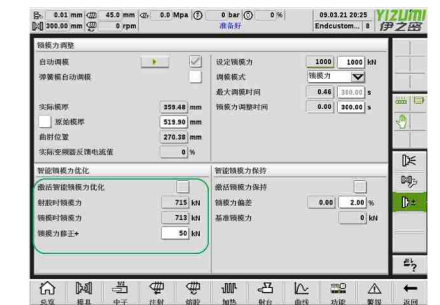 0.01 mm 45.0 mm 0.0 Mpa 0 bar 0 % 09.03.21 20:25
300.00 mm 0 rpm 准备好 Endcustom.. 8
YIZUMI
伊之密
锁模力调整
自动调模
弹簧模自动调模
实际模厚 359.48 mm
原始模厚 519.90 mm
曲肘位置 270.38 mm
实际变频器反馈电流值 0 %
设定锁模力 1000 1000 kN
调模模式 锁模力
最大调模时间 0.46 300.00 s
锁模力调整时间 0.00 300.00 s
智能锁模力优化
激活智能锁模力优化
射胶时锁模力 715 kN
锁模时锁模力 713 kN
锁模力修正+ 50 kN
智能锁模力保持
激活锁模力保持
锁模力偏差 0.00 2.00 %
基准锁模力 0 kN
总览 模具 中子 注射 熔胶 加热 射台 曲线 功能 警报 返回